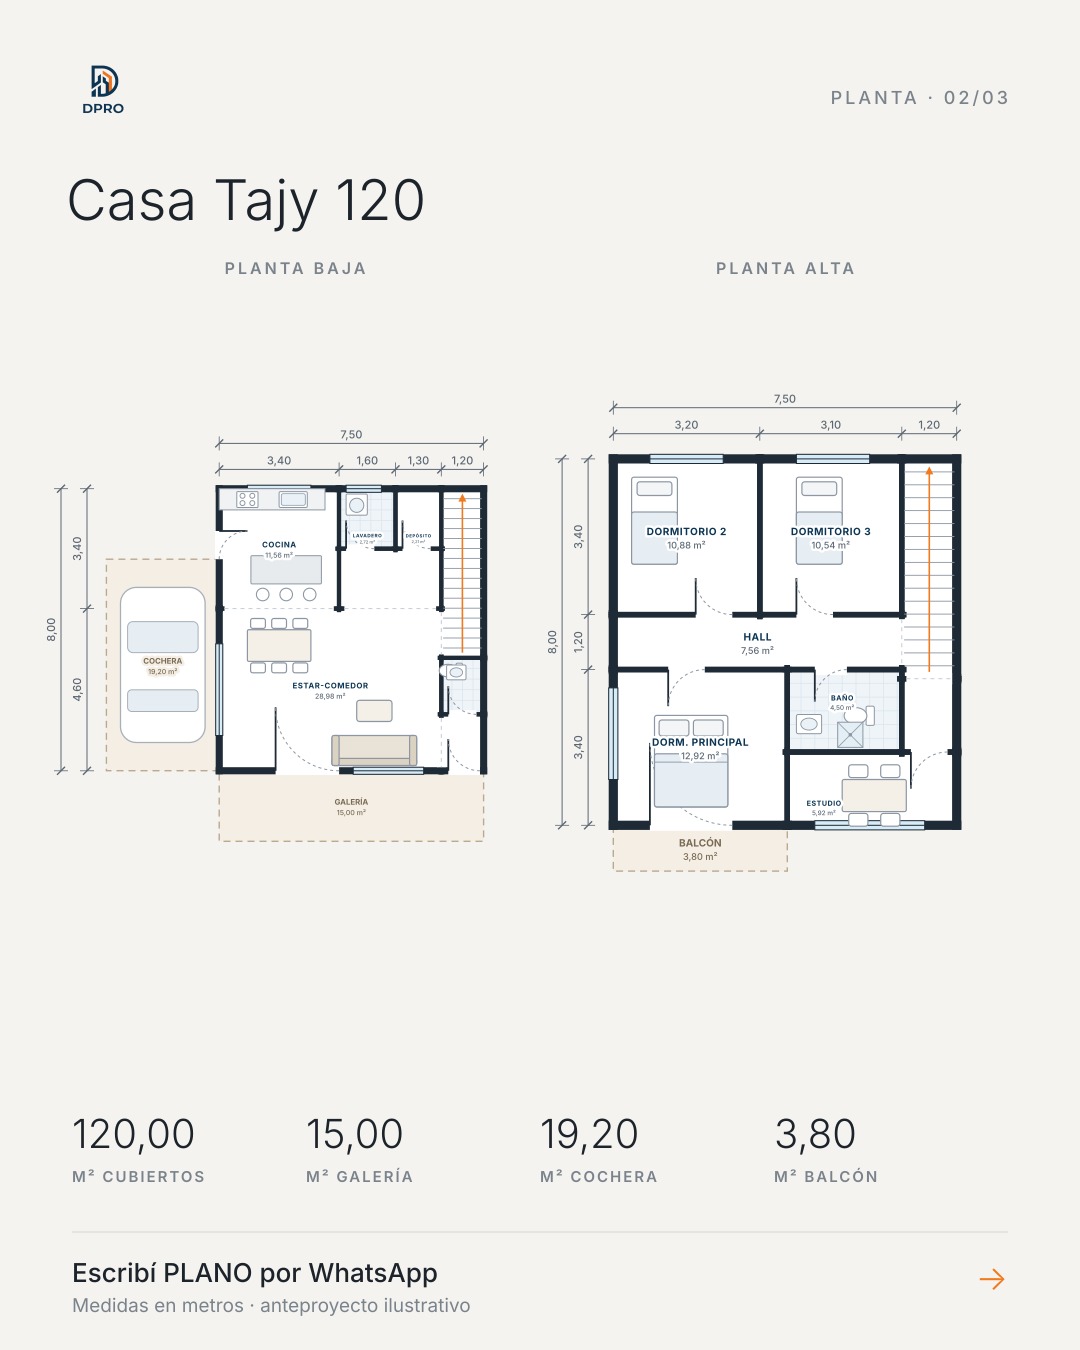 DPRO
PLANTA · 02/03
Casa Tajy 120
PLANTA BAJA
PLANTA ALTA
7,50
3,40
1,60
1,30
1,20
8,00
3,40
4,60
COCINA
11,56 m²
LAVADERO
2,72 m²
DEPÓSITO
2,21 m²
COCHERA
19,20 m²
ESTAR-COMEDOR
28,98 m²
GALERÍA
15,00 m²
7,50
3,20
3,10
1,20
8,00
3,40
1,20
3,40
DORMITORIO 2
10,88 m²
DORMITORIO 3
10,54 m²
HALL
7,56 m²
BAÑO
4,50 m²
DORM. PRINCIPAL
12,92 m²
ESTUDIO
5,92 m²
BALCÓN
3,80 m²
120,00
M² CUBIERTOS
15,00
M² GALERÍA
19,20
M² COCHERA
3,80
M² BALCÓN
Escribí PLANO por WhatsApp
Medidas en metros · anteproyecto ilustrativo